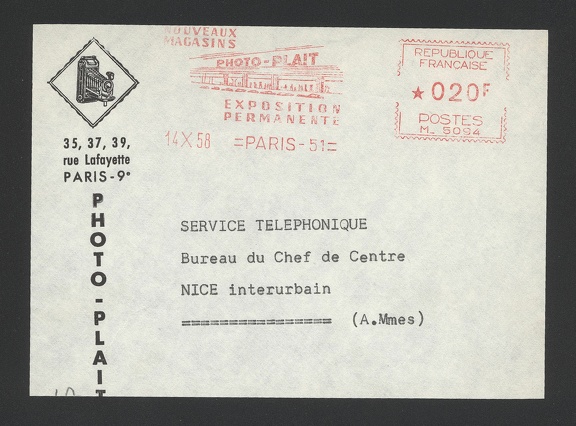 NOUVEAUX
MAGASINS
PHOTO-PLAIT
EXPOSITION
PERMANENTE
14 X 58 =PARIS-51=
REPUBLIQUE
FRANCAISE
★020F
POSTES
M. 5094
35, 37, 39,
rue Lafayette
PARIS-9e
PHOTO-PLAIT
SERVICE TELEPHONIQUE
Bureau du Chef de Centre
NICE interurbain
=============== (A.Mmes)